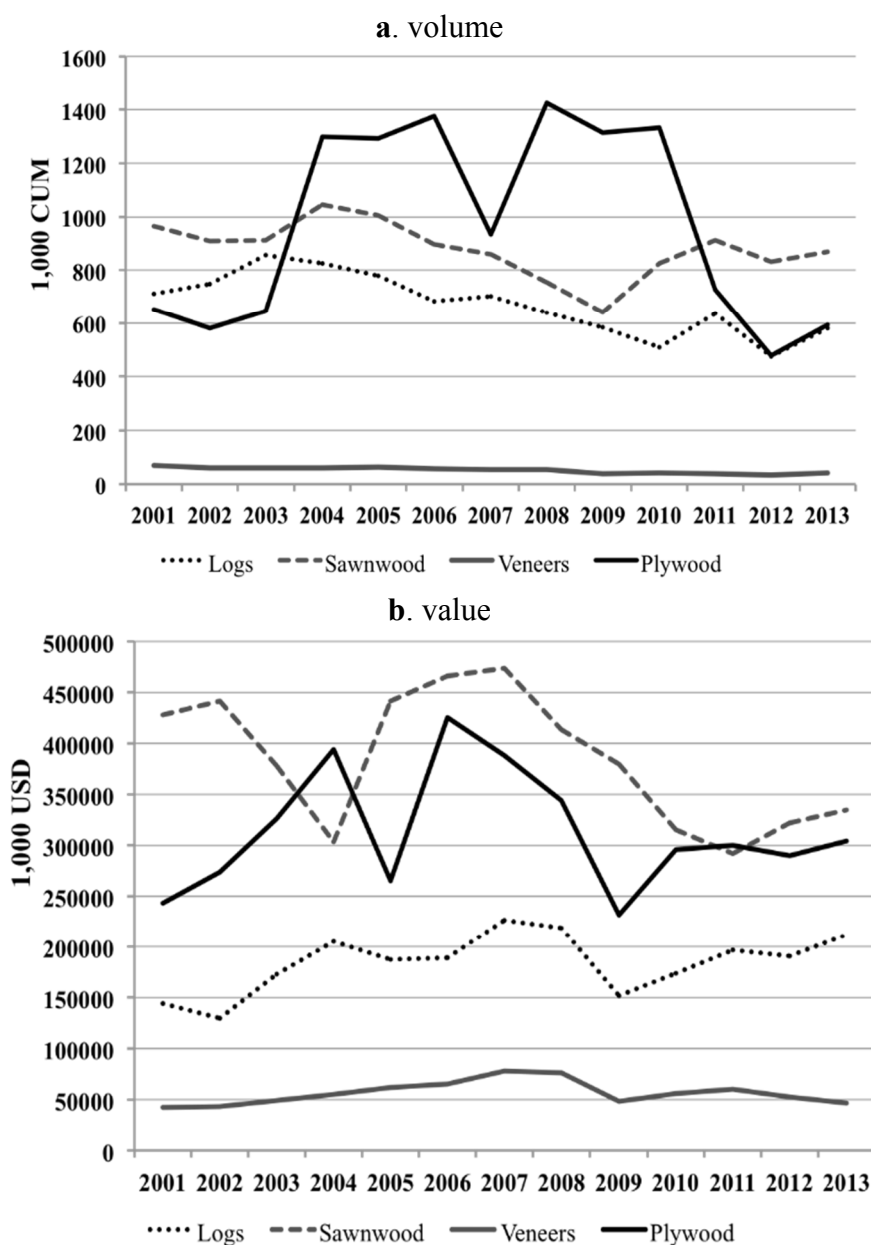 a. volume
1600
1400
1200
1000
800
600
400
200
0
1,000 CUM
2001 2002 2003 2004 2005 2006 2007 2008 2009 2010 2011 2012 2013
Logs Sawnwood Veneers Plywood
b. value
500000
450000
400000
350000
300000
250000
200000
150000
100000
50000
0
1,000 USD
2001 2002 2003 2004 2005 2006 2007 2008 2009 2010 2011 2012 2013
Logs Sawnwood Veneers Plywood